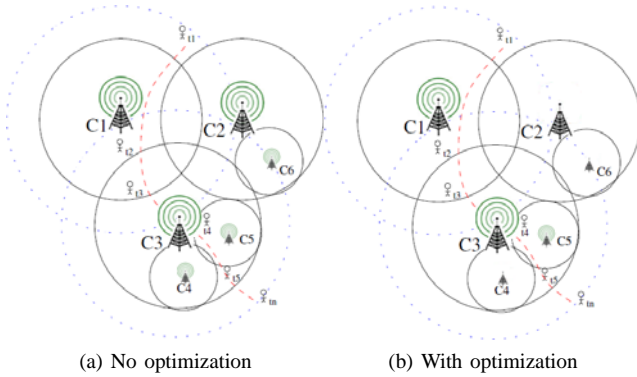 t1
C1
C2
t2
C6
t3
t4
C3
C5
t5
C4
tn
(a) No optimization
t1
C1
C2
t2
C6
t3
t4
C3
C5
t5
C4
tn
(b) With optimization